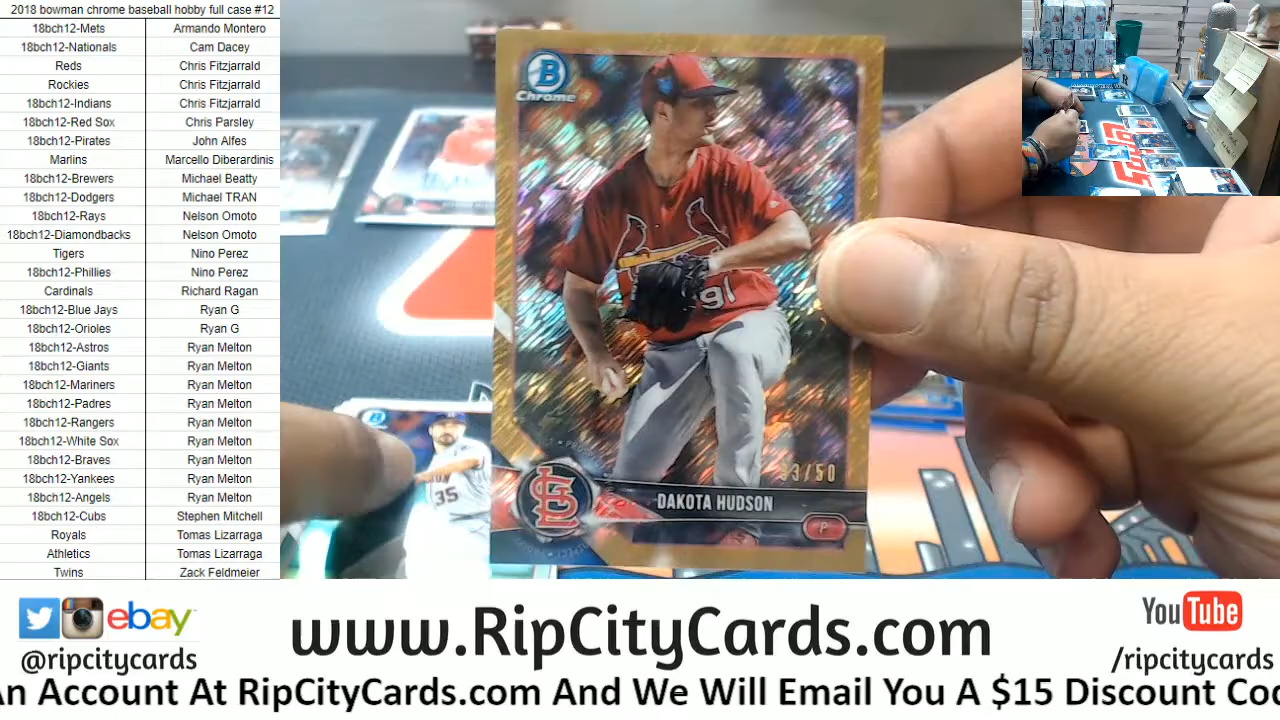 2018 bowman chrome baseball hobby full case #12
18bch12-Mets Armando Montero
18bch12-Nationals Cam Dacey
Reds Chris Fitzjarrald
Rockies Chris Fitzjarrald
18bch12-Indians Chris Fitzjarrald
18bch12-Red Sox Chris Parsley
18bch12-Pirates John Alfes
Marlins Marcello Diberardinis
18bch12-Brewers Michael Beatty
18bch12-Dodgers Michael TRAN
18bch12-Rays Nelson Omoto
18bch12-Diamondbacks Nelson Omoto
Tigers Nino Perez
18bch12-Phillies Nino Perez
Cardinals Richard Ragan
18bch12-Blue Jays Ryan G
18bch12-Orioles Ryan G
18bch12-Astros Ryan Melton
18bch12-Giants Ryan Melton
18bch12-Mariners Ryan Melton
18bch12-Padres Ryan Melton
18bch12-Rangers Ryan Melton
18bch12-White Sox Ryan Melton
18bch12-Braves Ryan Melton
18bch12-Yankees Ryan Melton
18bch12-Angels Ryan Melton
18bch12-Cubs Stephen Mitchell
Royals Tomas Lizarraga
Athletics Tomas Lizarraga
Twins Zack Feldmeier
B
Chrome
91
35
33/50
DAKOTA HUDSON
P
ebay
@ripcitycards
www.RipCityCards.com
YouTube
/ripcitycards
An Account At RipCityCards.com And We Will Email You A $15 Discount Coc